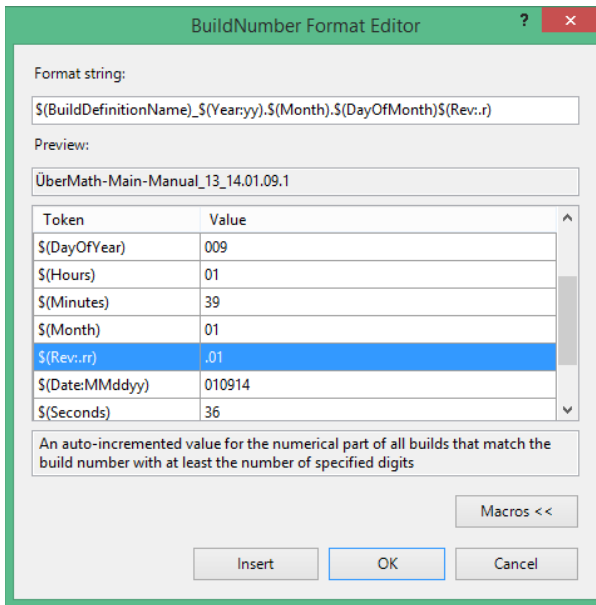 BuildNumber Format Editor ? ×
Format string:
$(BuildDefinitionName)_$(Year:yy).$(Month).$(DayOfMonth)$(Rev:.r)
Preview:
ÜberMath-Main-Manual_13_14.01.09.1
Token Value
$(DayOfYear) 009
$(Hours) 01
$(Minutes) 39
$(Month) 01
$(Rev:.rr) .01
$(Date:MMddyy) 010914
$(Seconds) 36
An auto-incremented value for the numerical part of all builds that match the
build number with at least the number of specified digits
Macros <<
Insert OK Cancel